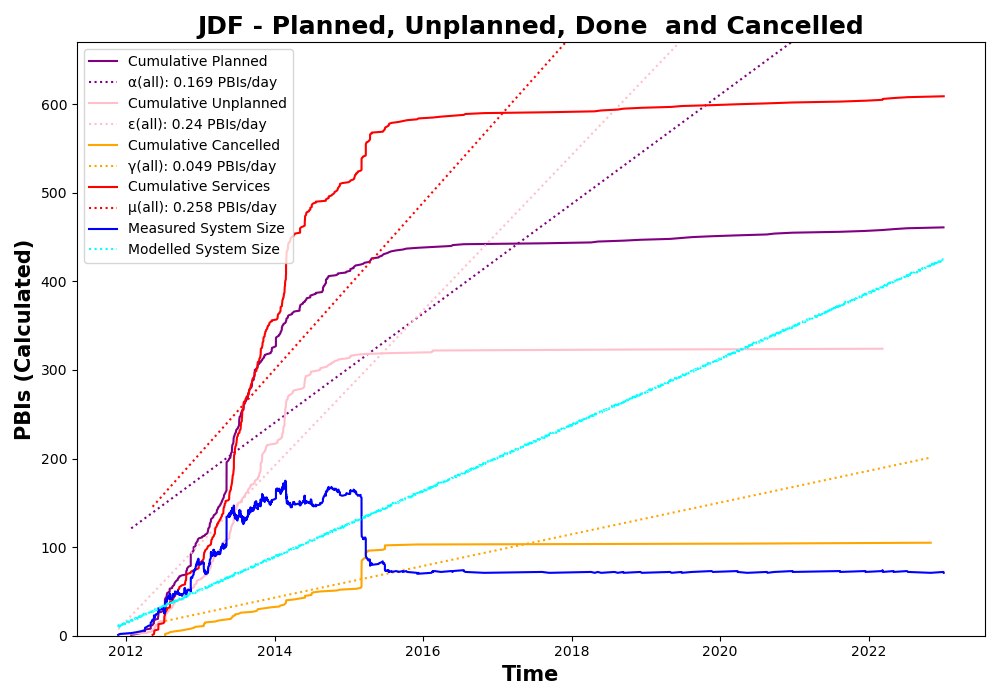 JDF - Planned, Unplanned, Done  and Cancelled
Cumulative Planned
α(all): 0.169 PBIs/day
Cumulative Unplanned
ε(all): 0.24 PBIs/day
Cumulative Cancelled
γ(all): 0.049 PBIs/day
Cumulative Services
μ(all): 0.258 PBIs/day
Measured System Size
Modelled System Size
PBIs (Calculated)
600
500
400
300
200
100
0
2012 2014 2016 2018 2020 2022
Time